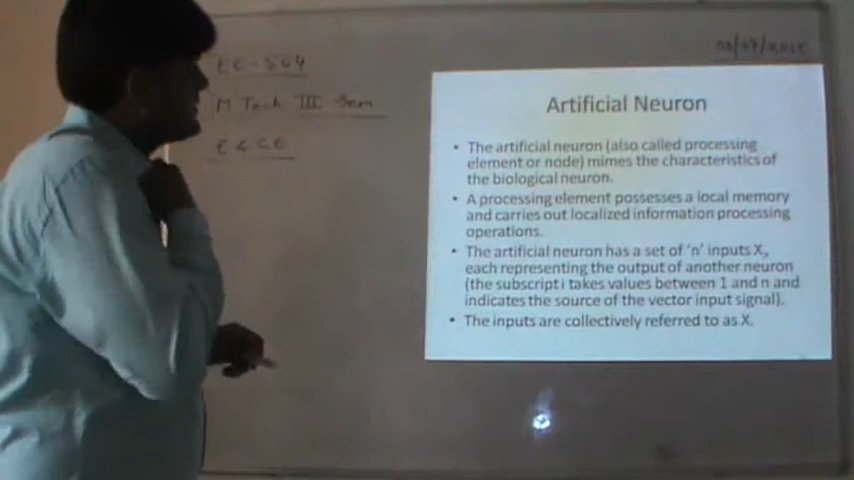 EC-564
M Tech III Sem
E & CE
Artificial Neuron
• The artificial neuron (also called processing
element or node) mimes the characteristics of
the biological neuron.
• A processing element possesses a local memory
and carries out localized information processing
operations.
• The artificial neuron has a set of 'n' inputs Xi,
each representing the output of another neuron
(the subscript i takes values between 1 and n and
indicates the source of the vector input signal).
• The inputs are collectively referred to as X.